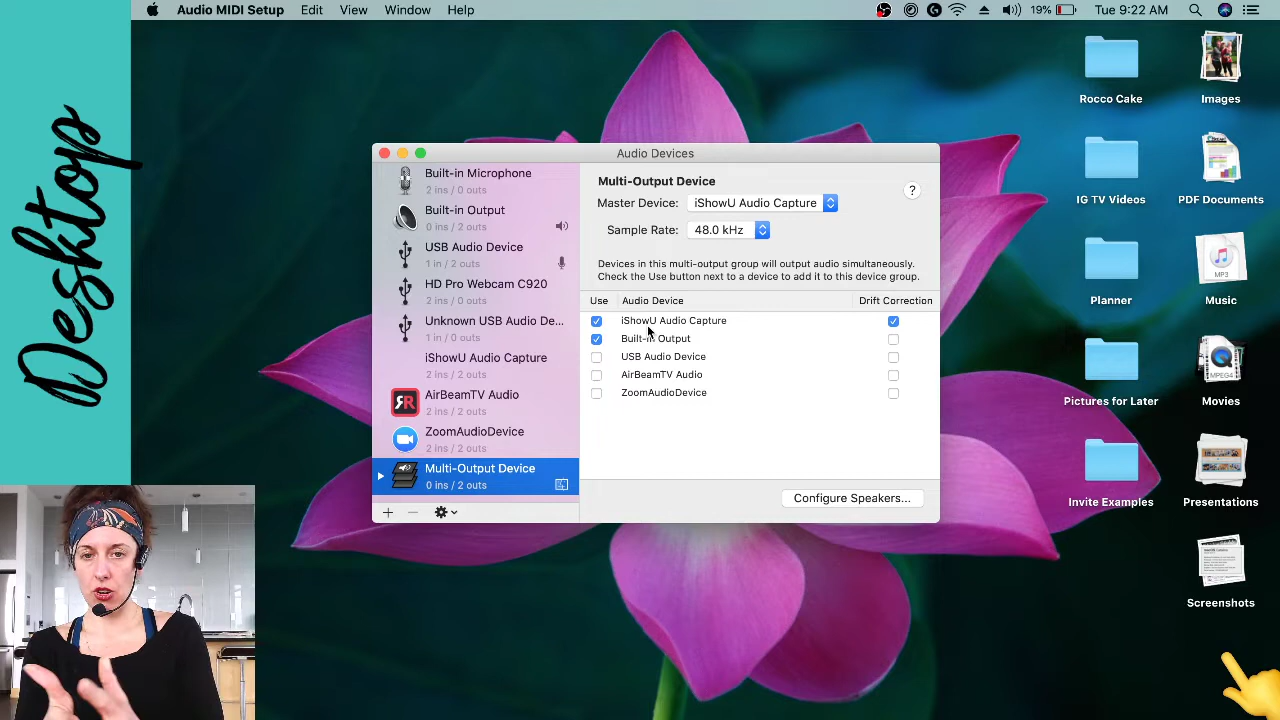 Audio MIDI Setup Edit View Window Help 19% Tue 9:22 AM
Desktop
Audio Devices
Built-in Microphone
2 ins / 0 outs
Built-in Output
0 ins / 2 outs
USB Audio Device
1 in / 2 outs
HD Pro Webcam C920
2 ins / 0 outs
Unknown USB Audio De...
2 ins / 0 outs
iShowU Audio Capture
2 ins / 2 outs
AirBeamTV Audio
2 ins / 2 outs
ZoomAudioDevice
2 ins / 2 outs
Multi-Output Device
0 ins / 2 outs
Multi-Output Device
?
Master Device: iShowU Audio Capture
Sample Rate: 48.0 kHz
Devices in this multi-output group will output audio simultaneously.
Check the Use button next to a device to add it to this device group.
Use Audio Device Drift Correction
iShowU Audio Capture
Built-in Output
USB Audio Device
AirBeamTV Audio
ZoomAudioDevice
Configure Speakers...
Rocco Cake
Images
IG TV Videos
PDF Documents
Planner
MP3
Music
Pictures for Later
MPEG4
Movies
Invite Examples
Presentations
Screenshots